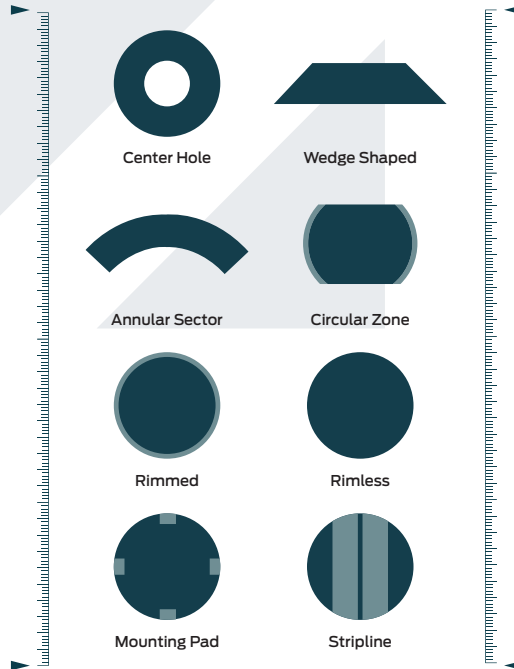 Center Hole
Wedge Shaped
Annular Sector
Circular Zone
Rimmed
Rimless
Mounting Pad
Stripline